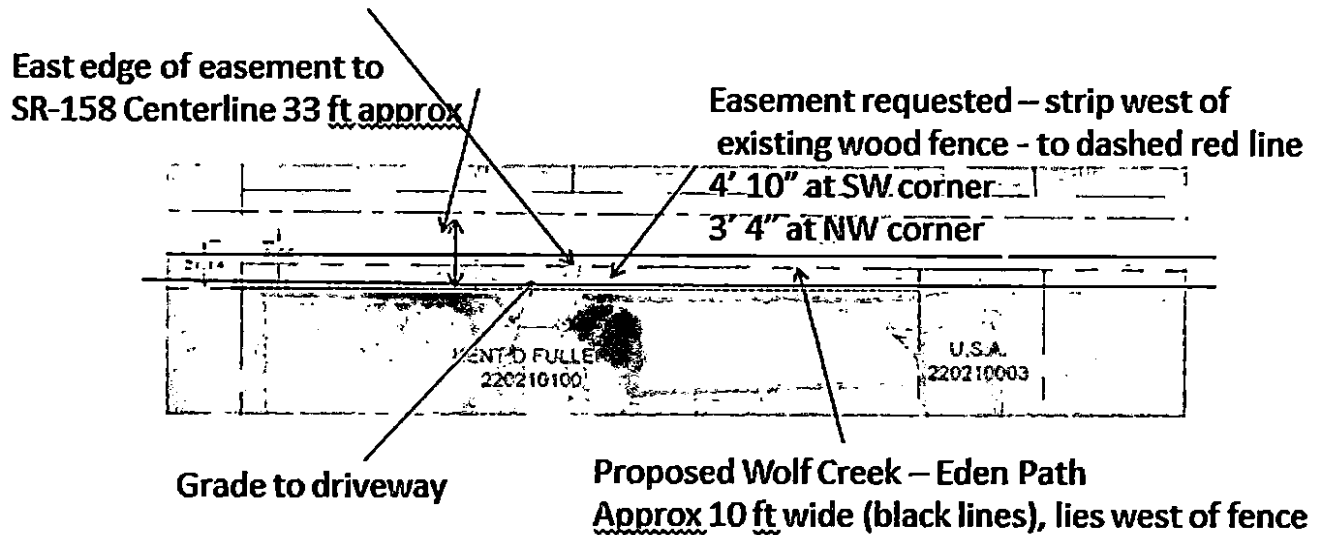 East edge of easement to
SR-158 Centerline 33 ft approx
Easement requested – strip west of
existing wood fence - to dashed red line
4' 10" at SW corner
3' 4" at NW corner
FULLER
220210100
U.S.A.
220210003
Grade to driveway
Proposed Wolf Creek – Eden Path
Approx 10 ft wide (black lines), lies west of fence